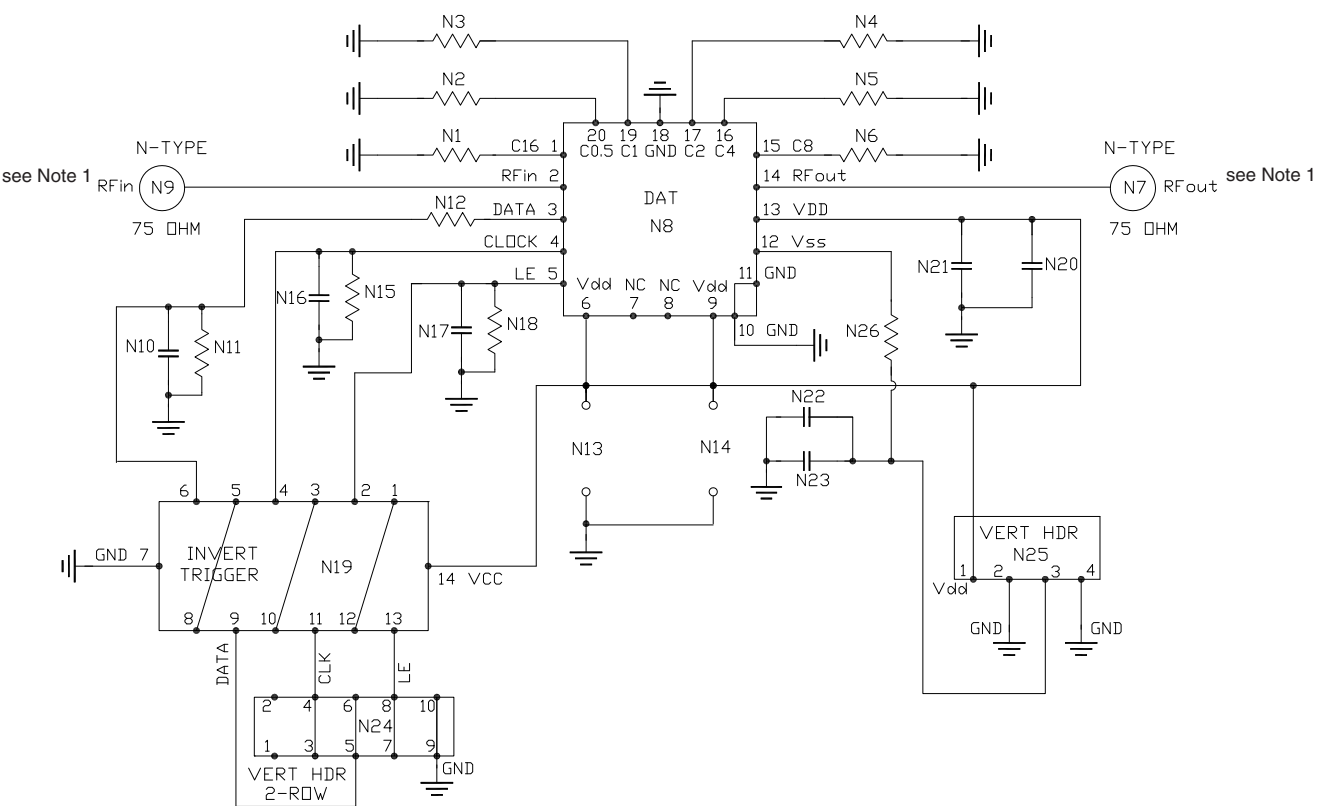 N3
N4
N2
N5
20 19 18 17 16
C0.5 C1 GND C2 C4
N1
C16 1
15 C8
N6
N-TYPE
N-TYPE
see Note 1 RFin N9
RFin 2
14 RFout
N7 RFout see Note 1
DAT
N8
75 OHM
75 OHM
N12
DATA 3
13 VDD
CLOCK 4
12 Vss
LE 5
11 GND
N21
N20
Vdd NC NC Vdd
6 7 8 9
10 GND
N16
N15
N17
N18
N26
N10
N11
N22
N13
N14
N23
6 5 4 3 2 1
GND 7
INVERT
TRIGGER
N19
14 VCC
8 9 10 11 12 13
VERT HDR
N25
1 2 3 4
Vdd
GND
GND
DATA
CLK
LE
2 4 6 8 10
N24
1 3 5 7 9
GND
VERT HDR
2-ROW